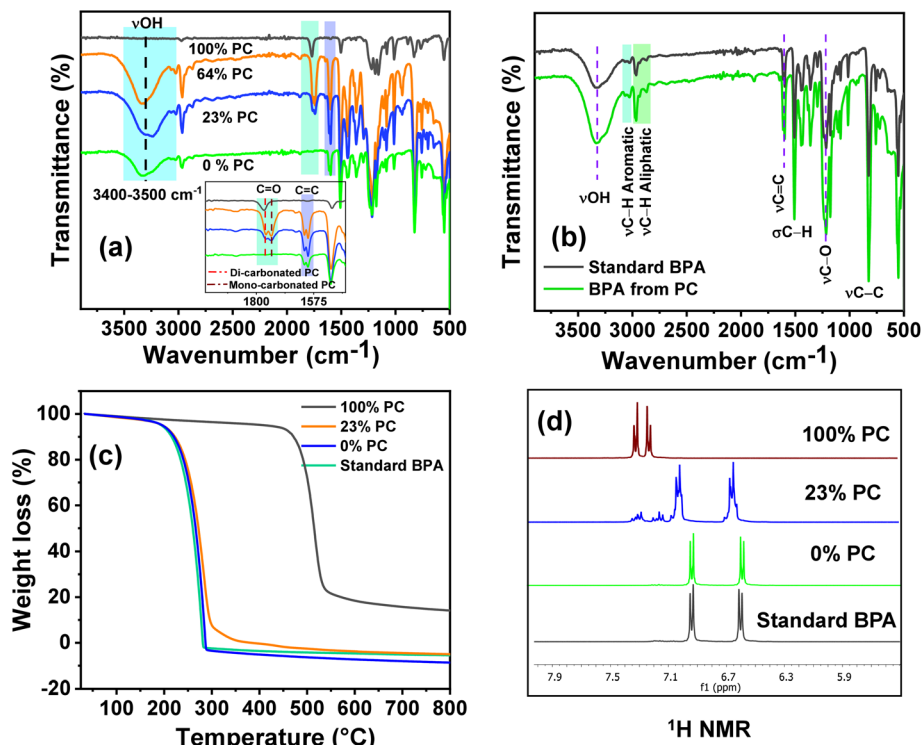 νOH
100% PC
64% PC
23% PC
0 % PC
3400-3500 cm⁻¹
(a)
C=O
C=C
Di-carbonated PC
Mono-carbonated PC
1800
1575
Transmittance (%)
3500 3000 2500 2000 1500 1000 500
Wavenumber (cm⁻¹)
νOH
νC−H Aromatic
νC−H Aliphatic
νC=C
σC−H
νC−O
νC−C
(b)
Standard BPA
BPA from PC
Transmittance (%)
3500 3000 2500 2000 1500 1000 500
Wavenumber (cm⁻¹)
(c)
100% PC
23% PC
0% PC
Standard BPA
Weight loss (%)
100
80
60
40
20
0
-20
100 200 300 400 500 600 700 800
Temperature (°C)
(d)
100% PC
23% PC
0% PC
Standard BPA
7.9 7.5 7.1 6.7 6.3 5.9
f1 (ppm)
¹H NMR